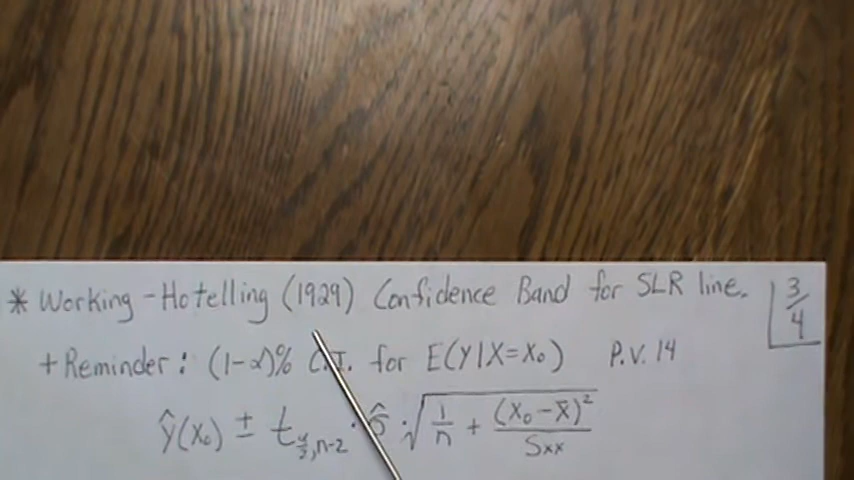 * Working-Hotelling (1929) Confidence Band for SLR line.
3/4
+ Reminder: (1-α)% C.I. for E(Y|X=x₀) P.V. 14
ŷ(x₀) ± t_{α/2, n-2} · σ̂ · √(1/n + (x₀ - x̄)²/Sxx)